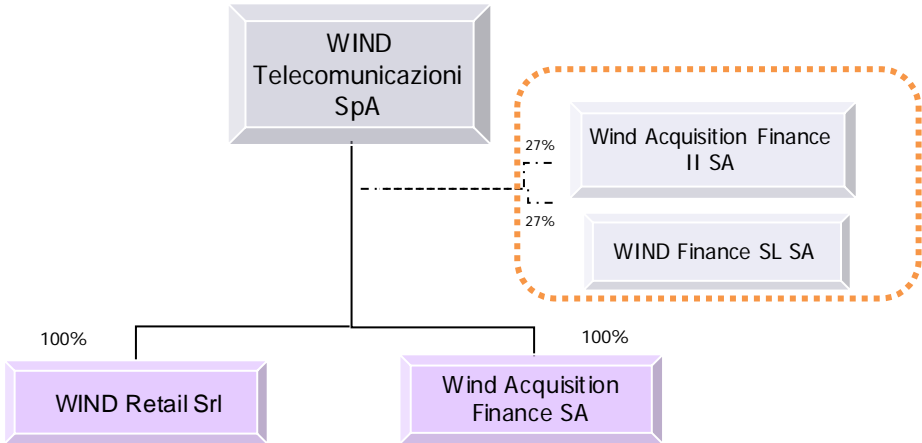 WIND
Telecomunicazioni
SpA
27%
Wind Acquisition Finance
II SA
27%
WIND Finance SL SA
100%
100%
WIND Retail Srl
Wind Acquisition
Finance SA